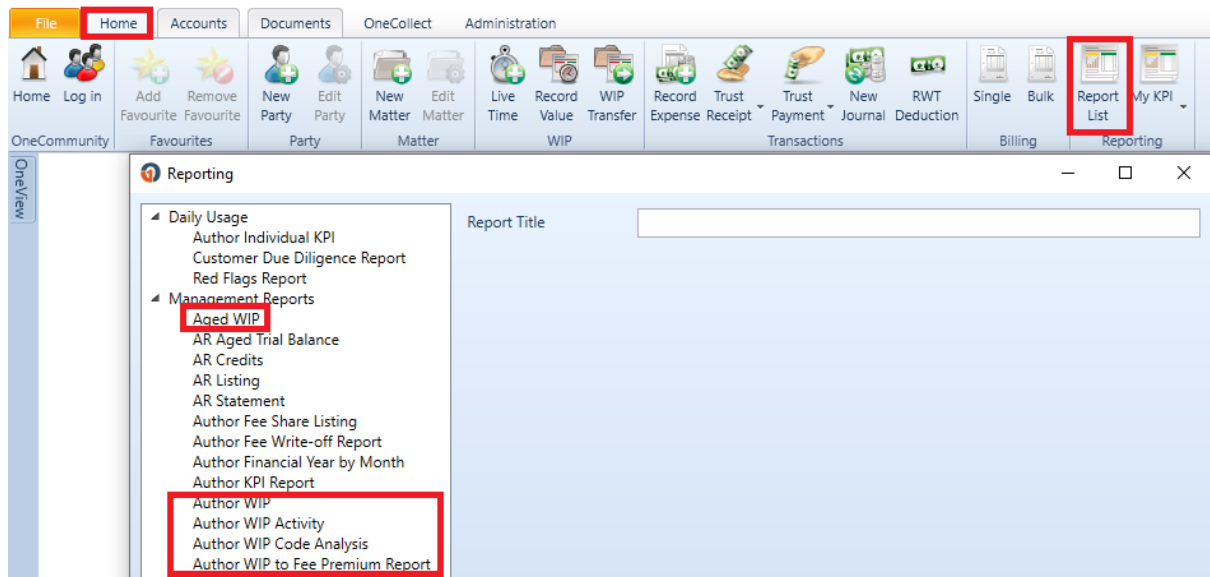 File Home Accounts Documents OneCollect Administration
Home Log in Add Favourite Remove Favourite New Party Edit Party New Matter Edit Matter Live Time Record Value WIP Transfer Record Expense Trust Receipt Trust Payment New Journal RWT Deduction Single Bulk Report List My KPI
OneCommunity Favourites Party Matter WIP Transactions Billing Reporting
OneView
Reporting
Daily Usage
Report Title
Author Individual KPI
Customer Due Diligence Report
Red Flags Report
Management Reports
Aged WIP
AR Aged Trial Balance
AR Credits
AR Listing
AR Statement
Author Fee Share Listing
Author Fee Write-off Report
Author Financial Year by Month
Author KPI Report
Author WIP
Author WIP Activity
Author WIP Code Analysis
Author WIP to Fee Premium Report